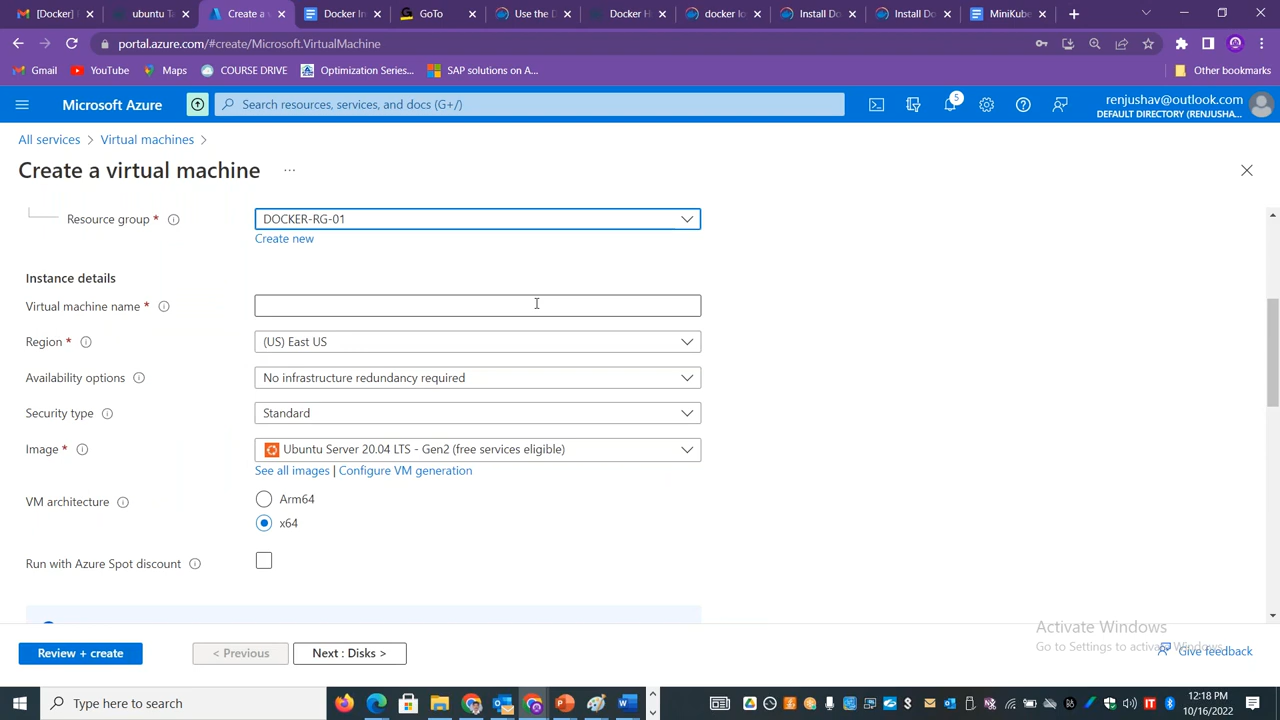 [Docker] F
ubuntu Ta
Create a v
Docker In
GoTo
Use the D
Docker H
docker lo
Install Do
Install Do
MiniKube
portal.azure.com/#create/Microsoft.VirtualMachine
Gmail
YouTube
Maps
COURSE DRIVE
Optimization Series...
SAP solutions on A...
Other bookmarks
Microsoft Azure
Search resources, services, and docs (G+/)
5
renjushav@outlook.com
DEFAULT DIRECTORY (RENJUSHA...
All services > Virtual machines >
Create a virtual machine ...
Resource group * DOCKER-RG-01
Create new
Instance details
Virtual machine name *
Region * (US) East US
Availability options No infrastructure redundancy required
Security type Standard
Image * Ubuntu Server 20.04 LTS - Gen2 (free services eligible)
See all images | Configure VM generation
VM architecture
Arm64
x64
Run with Azure Spot discount
Activate Windows
Go to Settings to activate Windows.
Give feedback
Review + create
< Previous
Next : Disks >
Type here to search
12:18 PM
10/16/2022